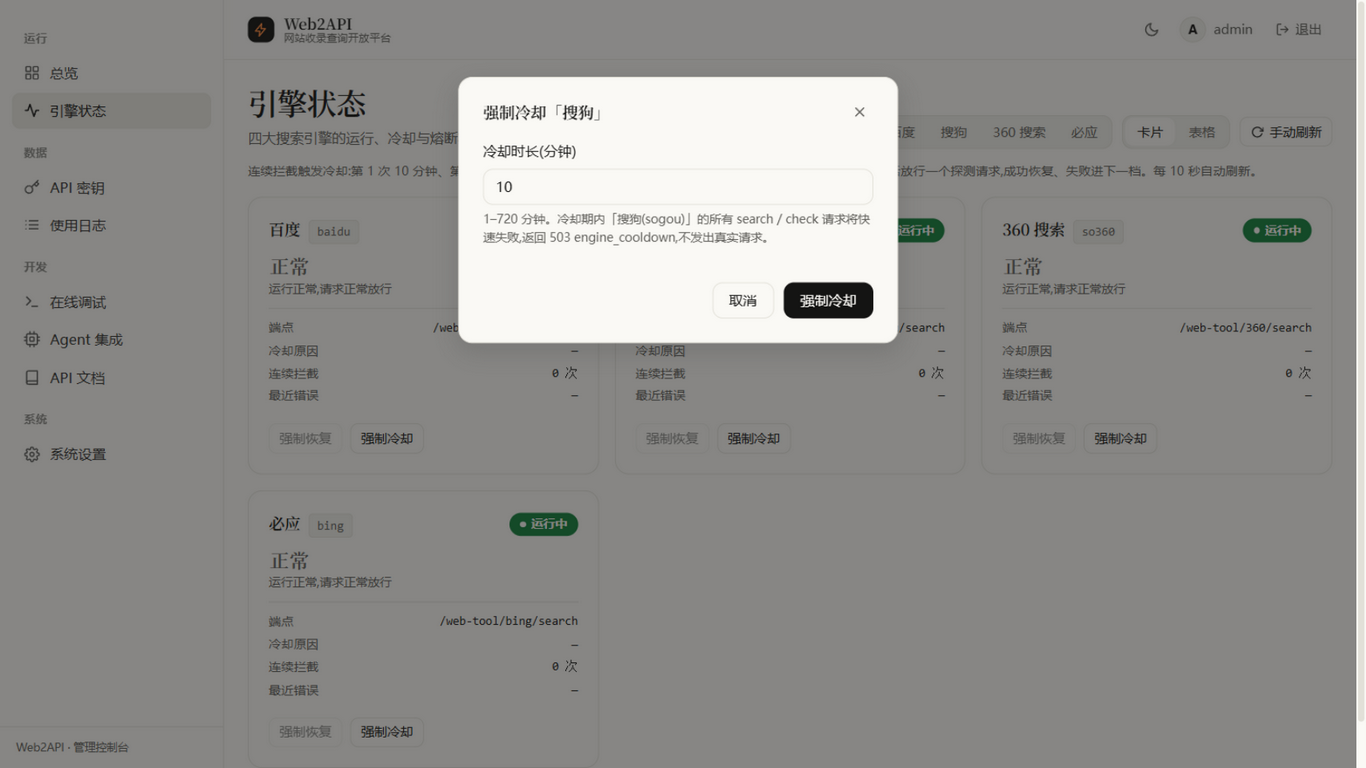 运行
总览
引擎状态
数据
API 密钥
使用日志
开发
在线调试
Agent 集成
API 文档
系统
系统设置
Web2API · 管理控制台
Web2API
网站收录查询开放平台
A admin 退出
引擎状态
四大搜索引擎的运行、冷却与熔断
搜狗 360 搜索 必应 卡片 表格 手动刷新
连续拦截触发冷却:第 1 次 10 分钟、
放行一个探测请求,成功恢复、失败进下一档。每 10 秒自动刷新。
强制冷却「搜狗」
冷却时长(分钟)
10
1–720 分钟。冷却期内「搜狗(sogou)」的所有 search / check 请求将快
速失败,返回 503 engine_cooldown,不发出真实请求。
取消 强制冷却
百度 baidu
正常
运行正常,请求正常放行
端点 /web
冷却原因 —
连续拦截 0 次
最近错误 —
强制恢复 强制冷却
运行中
/search
冷却原因 —
连续拦截 0 次
最近错误 —
强制恢复 强制冷却
360 搜索 so360 运行中
正常
运行正常,请求正常放行
端点 /web-tool/360/search
冷却原因 —
连续拦截 0 次
最近错误 —
强制恢复 强制冷却
必应 bing 运行中
正常
运行正常,请求正常放行
端点 /web-tool/bing/search
冷却原因 —
连续拦截 0 次
最近错误 —
强制恢复 强制冷却